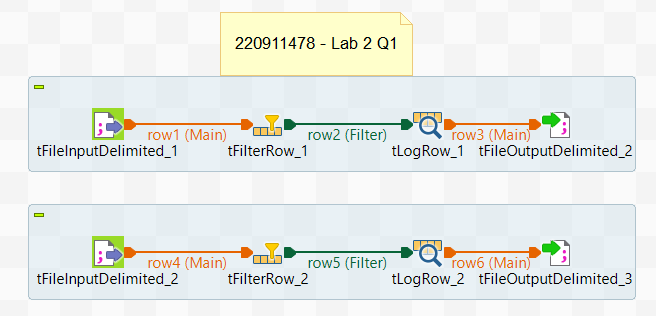 220911478 - Lab 2 Q1
row1 (Main) row2 (Filter) row3 (Main)
tFileInputDelimited_1 tFilterRow_1 tLogRow_1 tFileOutputDelimited_2
row4 (Main) row5 (Filter) row6 (Main)
tFileInputDelimited_2 tFilterRow_2 tLogRow_2 tFileOutputDelimited_3